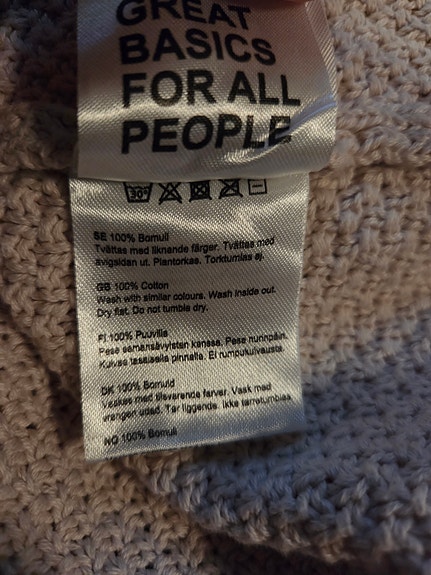 GREAT
BASICS
FOR ALL
PEOPLE
30°
SE 100% Bomull
Tvättas med liknande färger. Tvättas med
avigsidan ut. Plantorkas. Torktumlas ej.
GB 100% Cotton
Wash with similar colours. Wash inside out.
Dry flat. Do not tumble dry.
FI 100% Puuvilla
Pese samansävyisten kanssa. Pese nurinpäin.
Kuivaa tasaisella pinnalla. Ei rumpukuivausta.
DK 100% Bomuld
Vaskes med tilsvarende farver. Vask med
vrangen udad. Tør liggende. Ikke tørretumbles
NO 100% Bomull